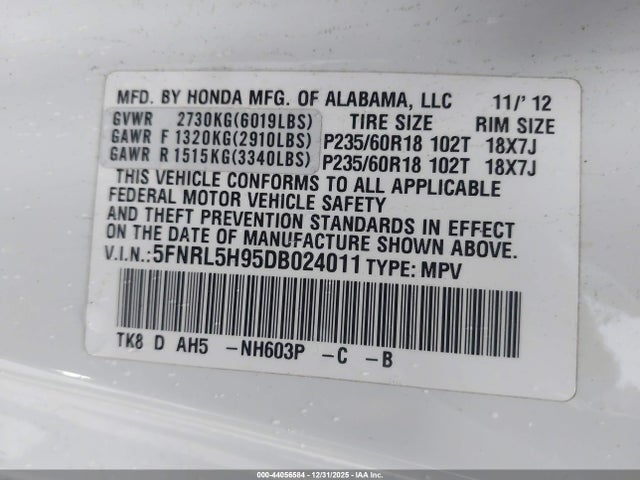 MFD. BY HONDA MFG. OF ALABAMA, LLC 11/' 12
GVWR 2730KG(6019LBS) TIRE SIZE RIM SIZE
GAWR F 1320KG(2910LBS) P235/60R18 102T 18X7J
GAWR R 1515KG(3340LBS) P235/60R18 102T 18X7J
THIS VEHICLE CONFORMS TO ALL APPLICABLE
FEDERAL MOTOR VEHICLE SAFETY
AND THEFT PREVENTION STANDARDS IN EFFECT
ON THE DATE OF MANUFACTURE SHOWN ABOVE.
V.I.N.:5FNRL5H95DB024011 TYPE: MPV
TK8 D AH5 -NH603P -C -B
000-44056584 - 12/31/2025 - IAA Inc.